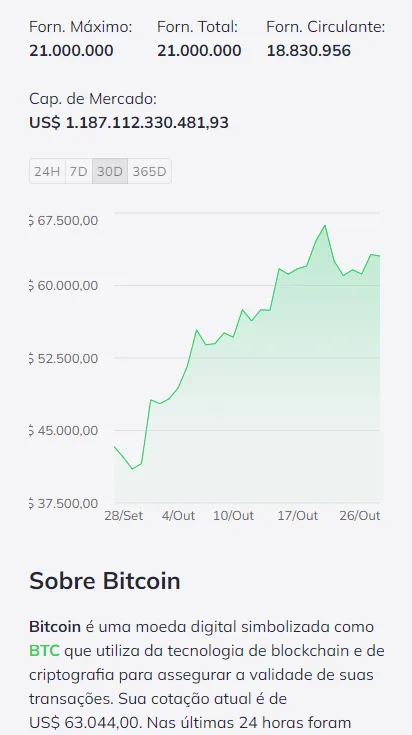 Forn. Máximo: Forn. Total: Forn. Circulante:
21.000.000 21.000.000 18.830.956
Cap. de Mercado:
US$ 1.187.112.330.481,93
24H 7D 30D 365D
$ 67.500,00
$ 60.000,00
$ 52.500,00
$ 45.000,00
$ 37.500,00
28/Set 4/Out 10/Out 17/Out 26/Out
Sobre Bitcoin
Bitcoin é uma moeda digital simbolizada como
BTC que utiliza da tecnologia de blockchain e de
criptografia para assegurar a validade de suas
transações. Sua cotação atual é de
US$ 63.044,00. Nas últimas 24 horas foram